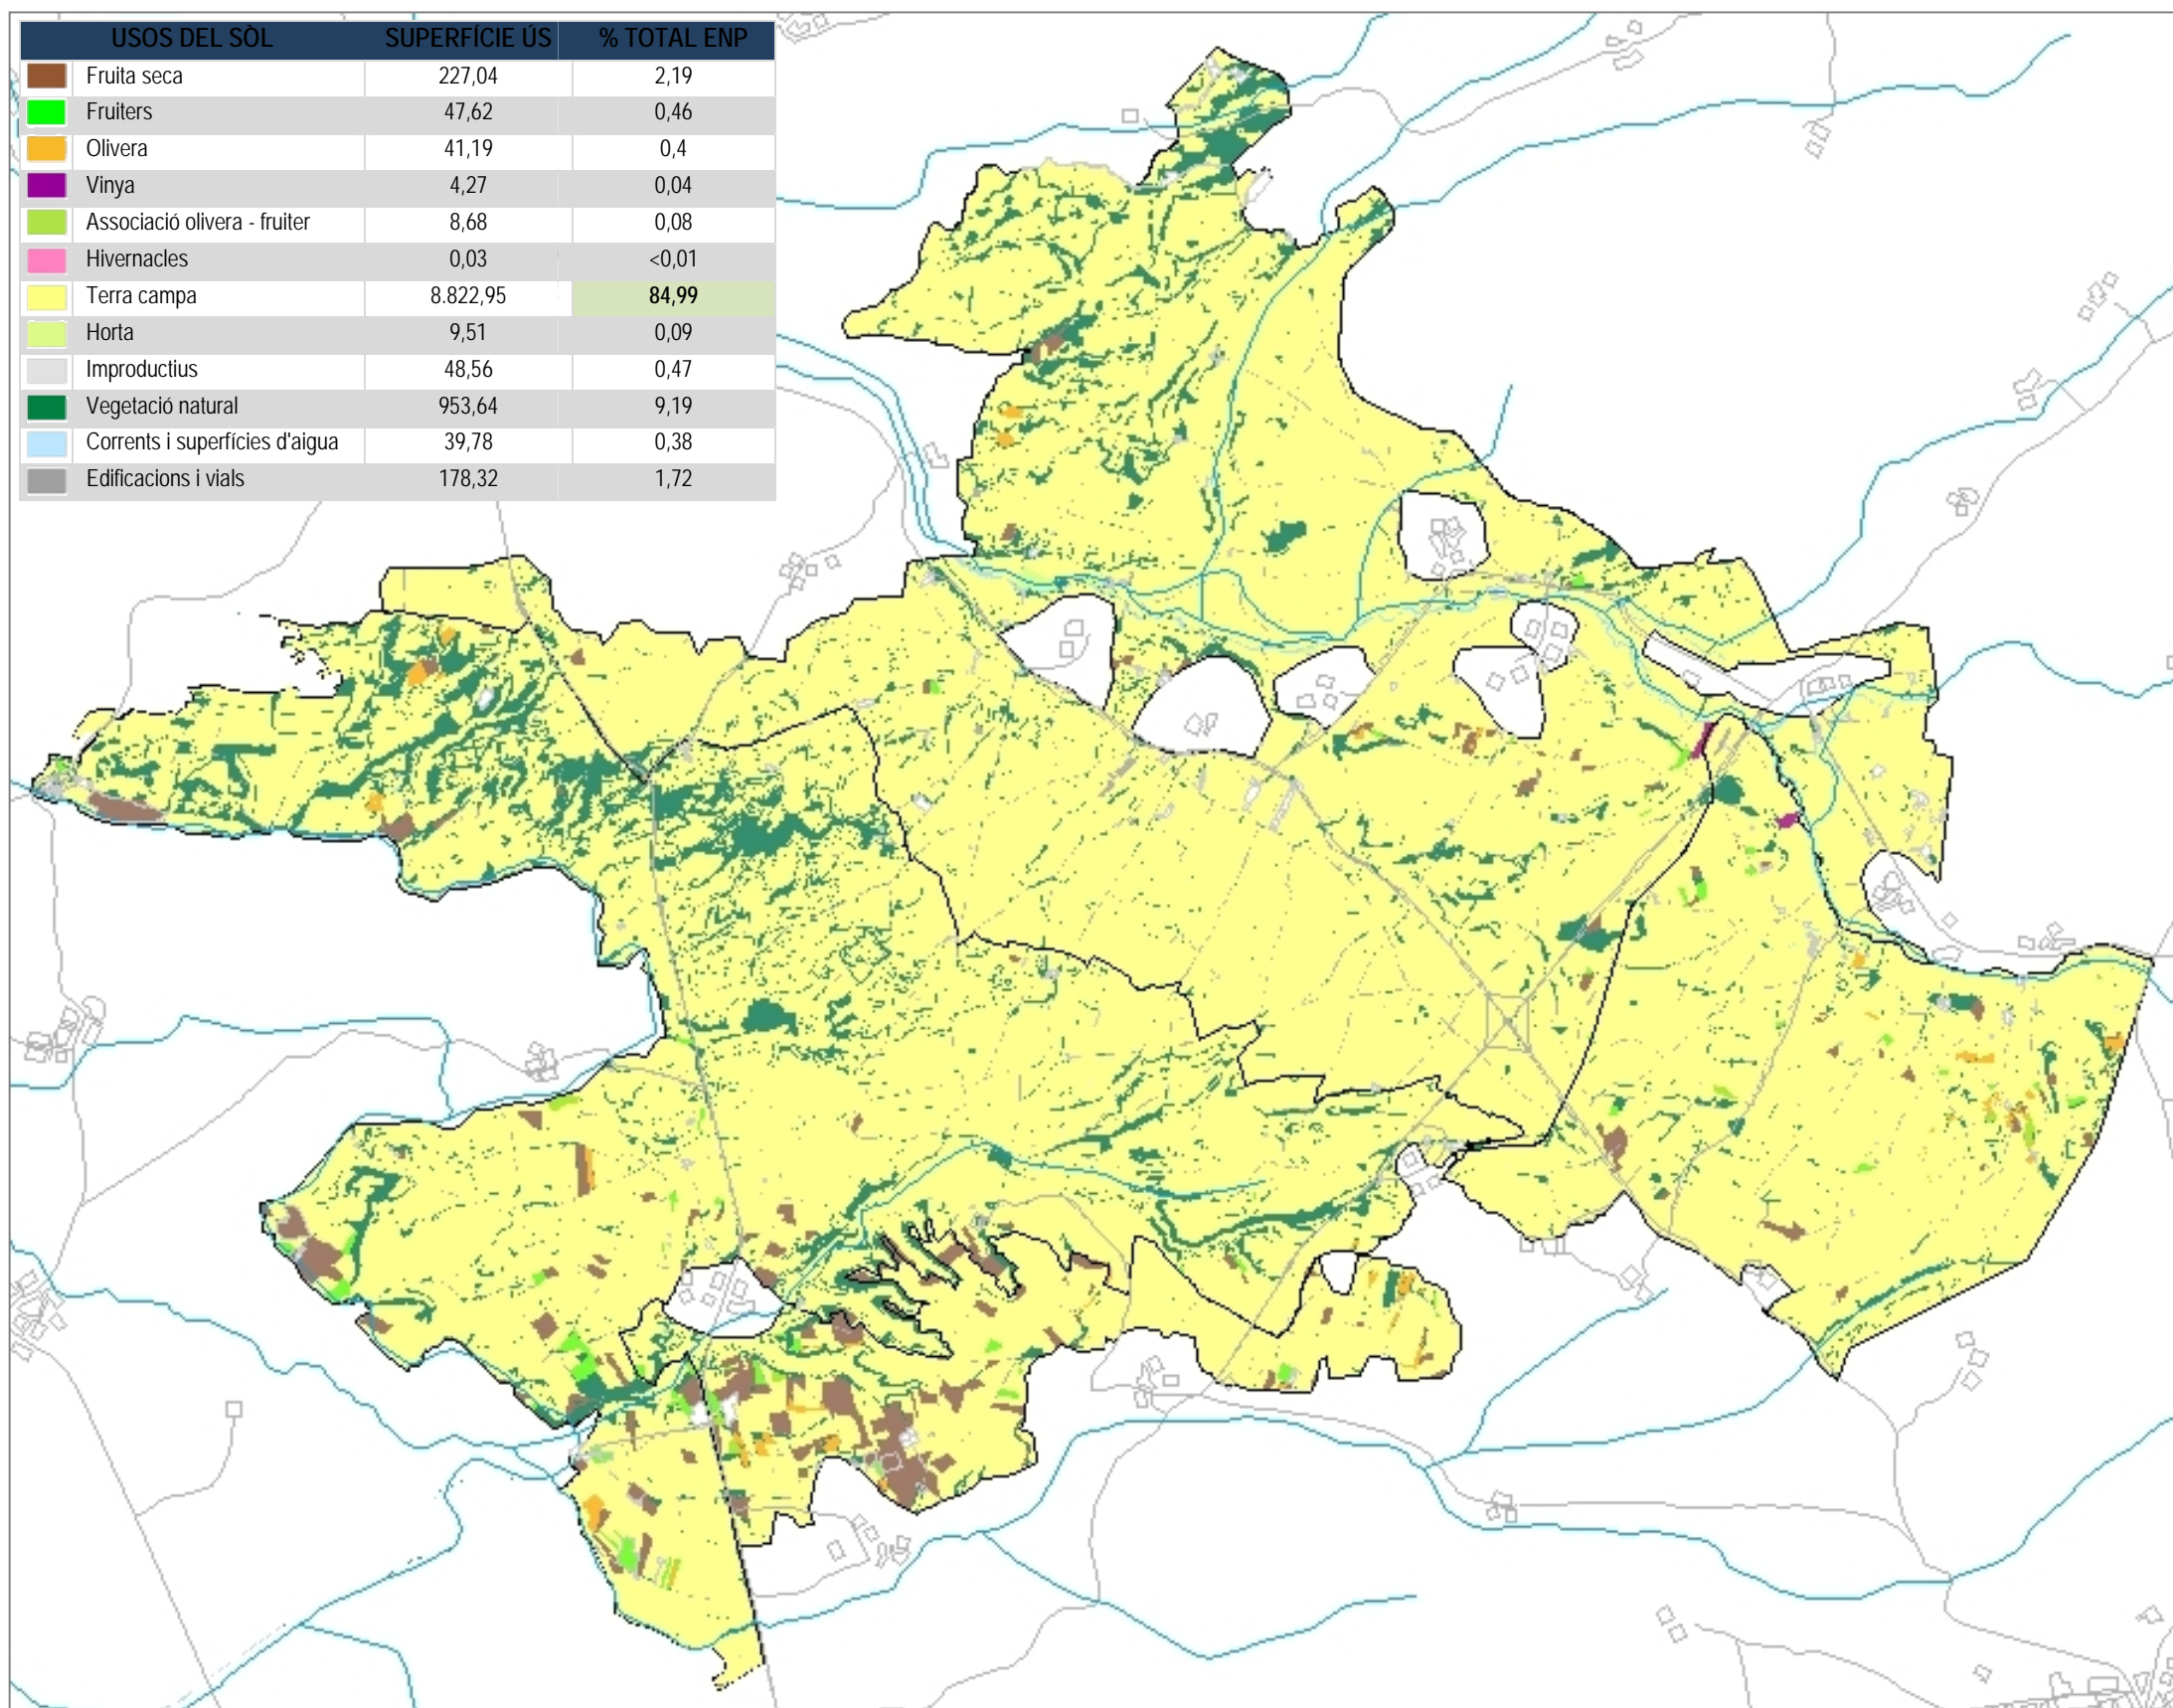 USOS DEL SÒL SUPERFÍCIE ÚS % TOTAL ENP
Fruita seca 227,04 2,19
Fruiters 47,62 0,46
Olivera 41,19 0,4
Vinya 4,27 0,04
Associació olivera - fruiter 8,68 0,08
Hivernacles 0,03 <0,01
Terra campa 8.822,95 84,99
Horta 9,51 0,09
Improductius 48,56 0,47
Vegetació natural 953,64 9,19
Corrents i superfícies d'aigua 39,78 0,38
Edificacions i vials 178,32 1,72